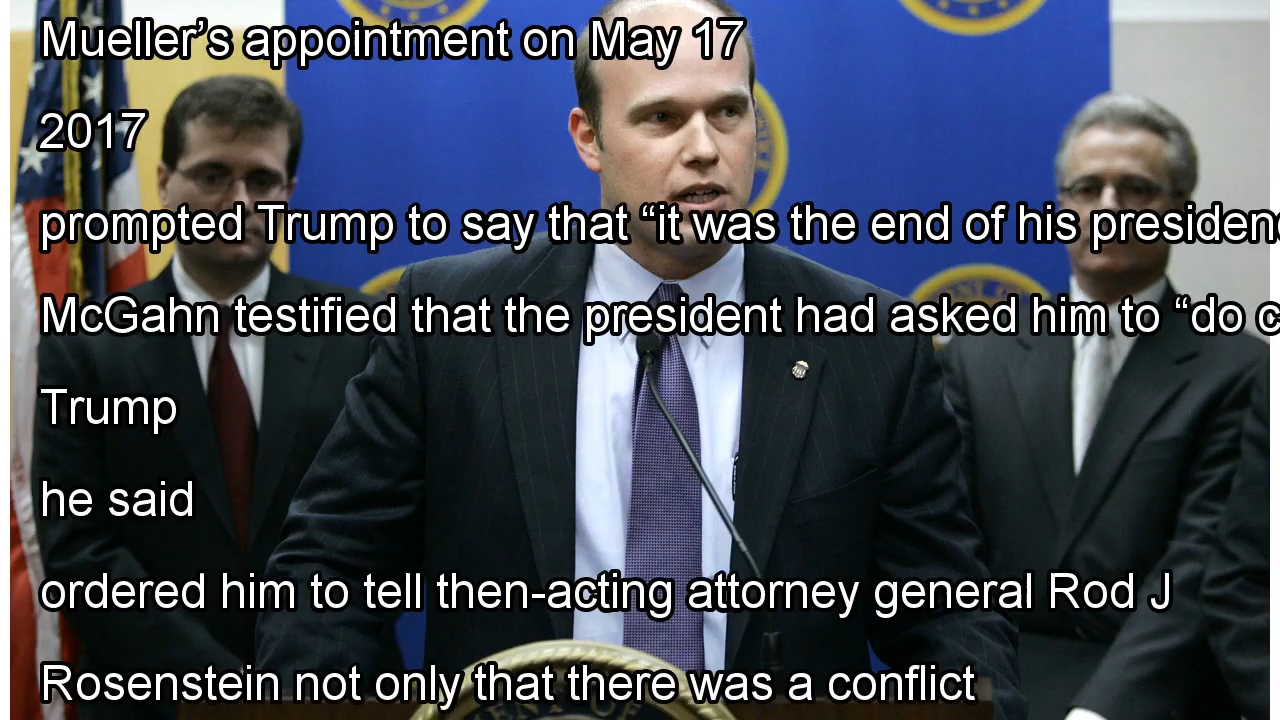 Mueller’s appointment on May 17
2017
prompted Trump to say that “it was the end of his presiden
McGahn testified that the president had asked him to “do c
Trump
he said
ordered him to tell then-acting attorney general Rod J
Rosenstein not only that there was a conflict